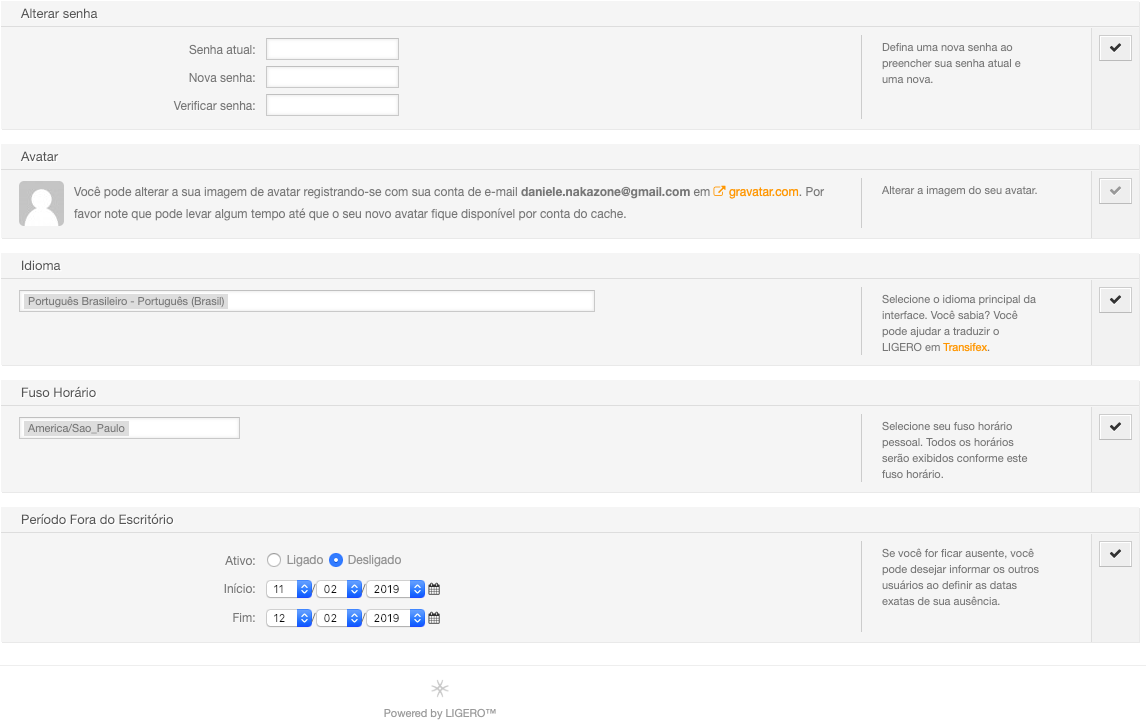 Alterar senha
Senha atual:
Nova senha:
Verificar senha:
Defina uma nova senha ao
preencher sua senha atual e
uma nova.
Avatar
Você pode alterar a sua imagem de avatar registrando-se com sua conta de e-mail daniele.nakazone@gmail.com em gravatar.com. Por
favor note que pode levar algum tempo até que o seu novo avatar fique disponível por conta do cache.
Alterar a imagem do seu avatar.
Idioma
Português Brasileiro - Português (Brasil)
Selecione o idioma principal da
interface. Você sabia? Você
pode ajudar a traduzir o
LIGERO em Transifex.
Fuso Horário
America/Sao_Paulo
Selecione seu fuso horário
pessoal. Todos os horários
serão exibidos conforme este
fuso horário.
Período Fora do Escritório
Ativo: Ligado Desligado
Início: 11 / 02 / 2019
Fim: 12 / 02 / 2019
Se você for ficar ausente, você
pode desejar informar os outros
usuários ao definir as datas
exatas de sua ausência.
Powered by LIGERO™